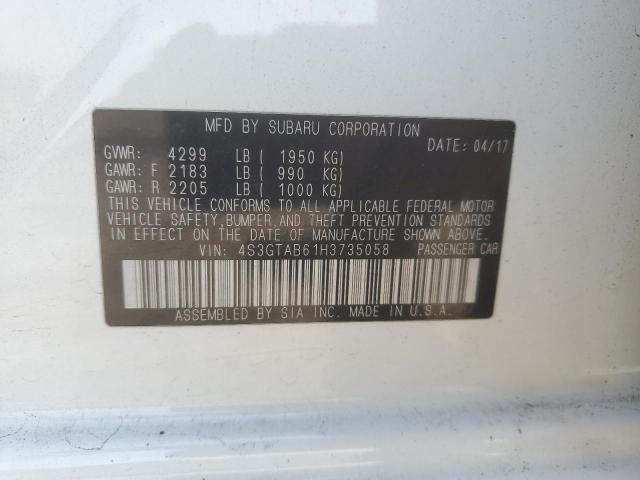 MFD BY SUBARU CORPORATION
DATE: 04/17
GVWR: 4299 LB ( 1950 KG)
GAWR: F 2183 LB ( 990 KG)
GAWR: R 2205 LB ( 1000 KG)
THIS VEHICLE CONFORMS TO ALL APPLICABLE FEDERAL MOTOR
VEHICLE SAFETY, BUMPER, AND THEFT PREVENTION STANDARDS
IN EFFECT ON THE DATE OF MANUFACTURE SHOWN ABOVE.
VIN: 4S3GTAB61H3735058 PASSENGER CAR
ASSEMBLED BY SIA INC. MADE IN U.S.A.